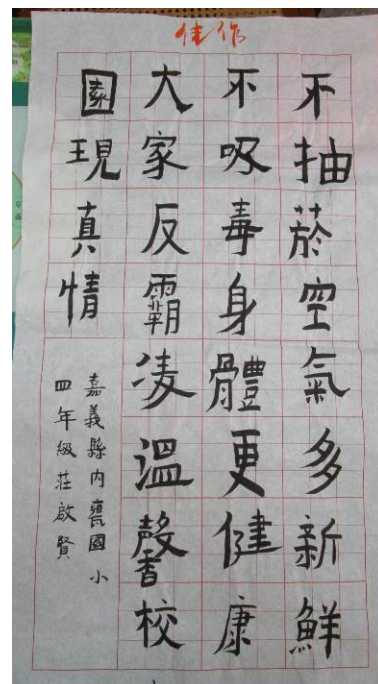 佳作
不抽菸空氣多新鮮
不吸毒身體更健康
大家反霸凌溫馨校
園現真情
嘉義縣內甕國小
四年級莊啟賢